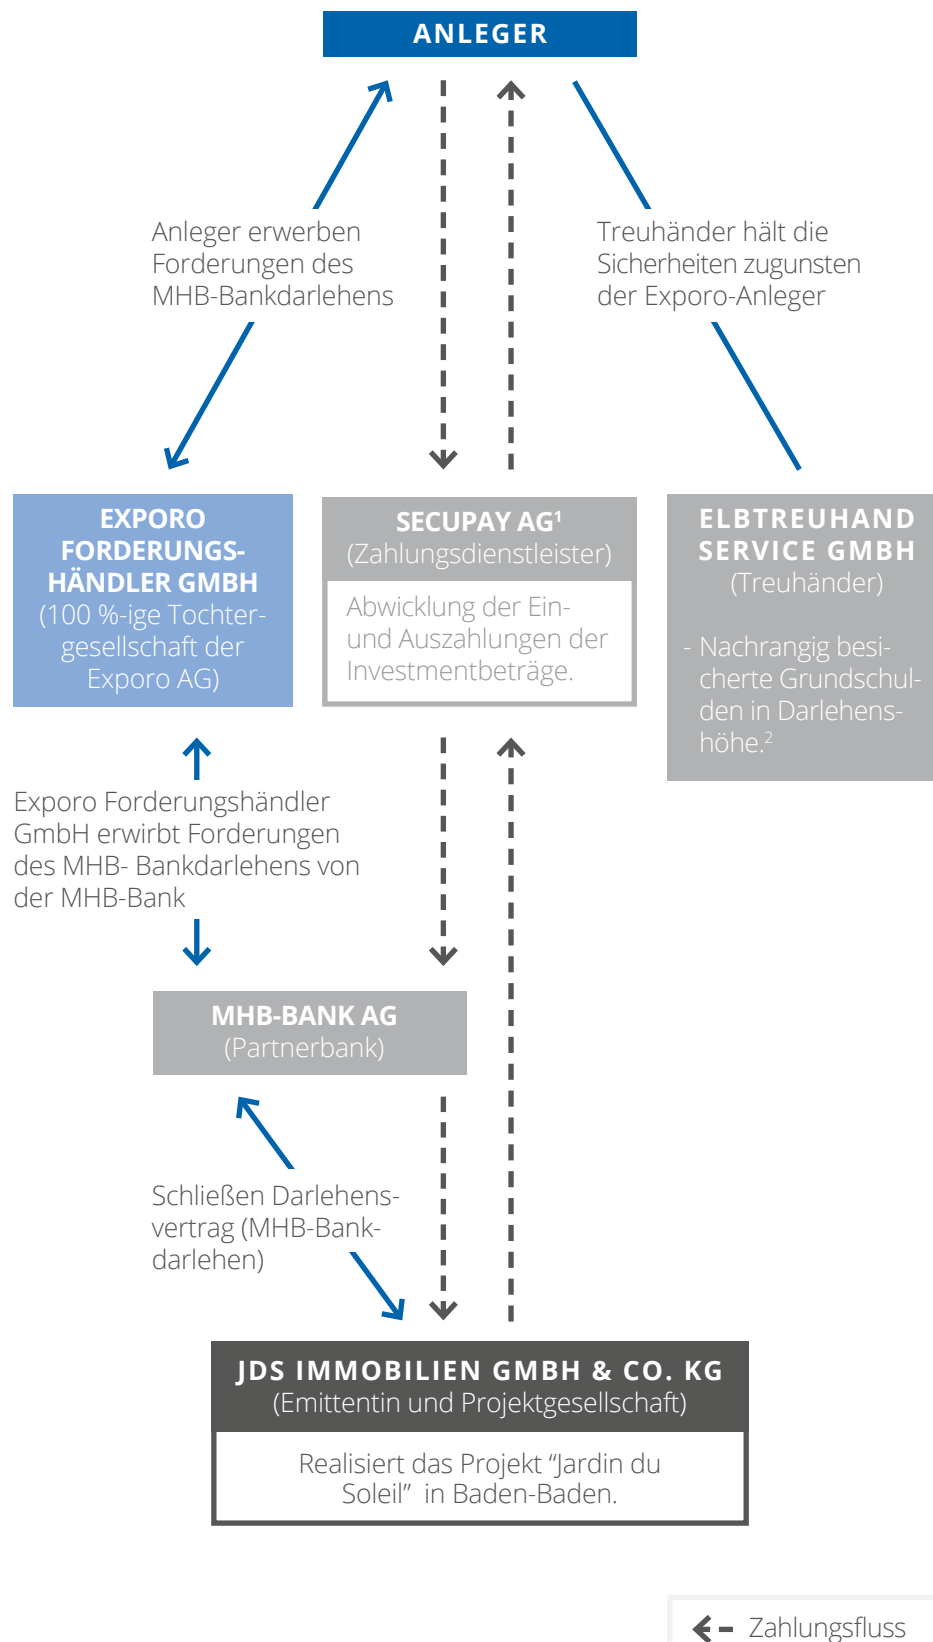 ANLEGER
Anleger erwerben
Forderungen des
MHB-Bankdarlehens
Treuhänder hält die
Sicherheiten zugunsten
der Exporo-Anleger
EXPORO
FORDERUNGS-
HÄNDLER GMBH
(100 %-ige Tochter-
gesellschaft der
Exporo AG)
SECUPAY AG¹
(Zahlungsdienstleister)
Abwicklung der Ein-
und Auszahlungen der
Investmentbeträge.
ELBTREUHAND
SERVICE GMBH
(Treuhänder)
- Nachrangig besi-
cherte Grundschul-
den in Darlehens-
höhe.²
Exporo Forderungshändler
GmbH erwirbt Forderungen
des MHB- Bankdarlehens von
der MHB-Bank
MHB-BANK AG
(Partnerbank)
Schließen Darlehens-
vertrag (MHB-Bank-
darlehen)
JDS IMMOBILIEN GMBH & CO. KG
(Emittentin und Projektgesellschaft)
Realisiert das Projekt “Jardin du
Soleil” in Baden-Baden.
Zahlungsfluss